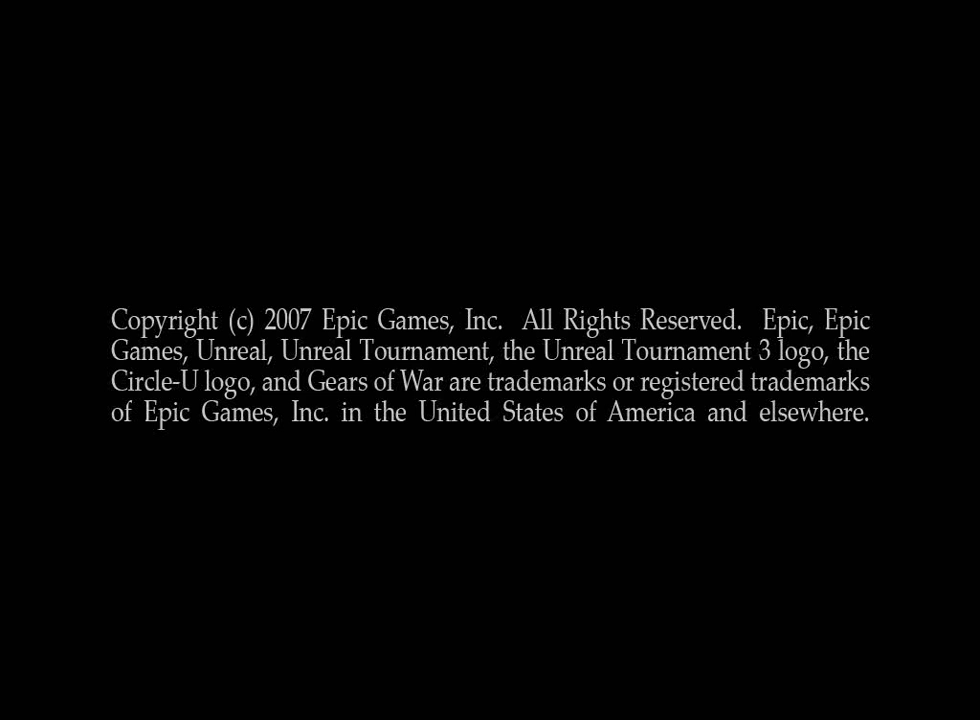 Copyright (c) 2007 Epic Games, Inc.  All Rights Reserved.  Epic, Epic
Games, Unreal, Unreal Tournament, the Unreal Tournament 3 logo, the
Circle-U logo, and Gears of War are trademarks or registered trademarks
of Epic Games, Inc. in the United States of America and elsewhere.